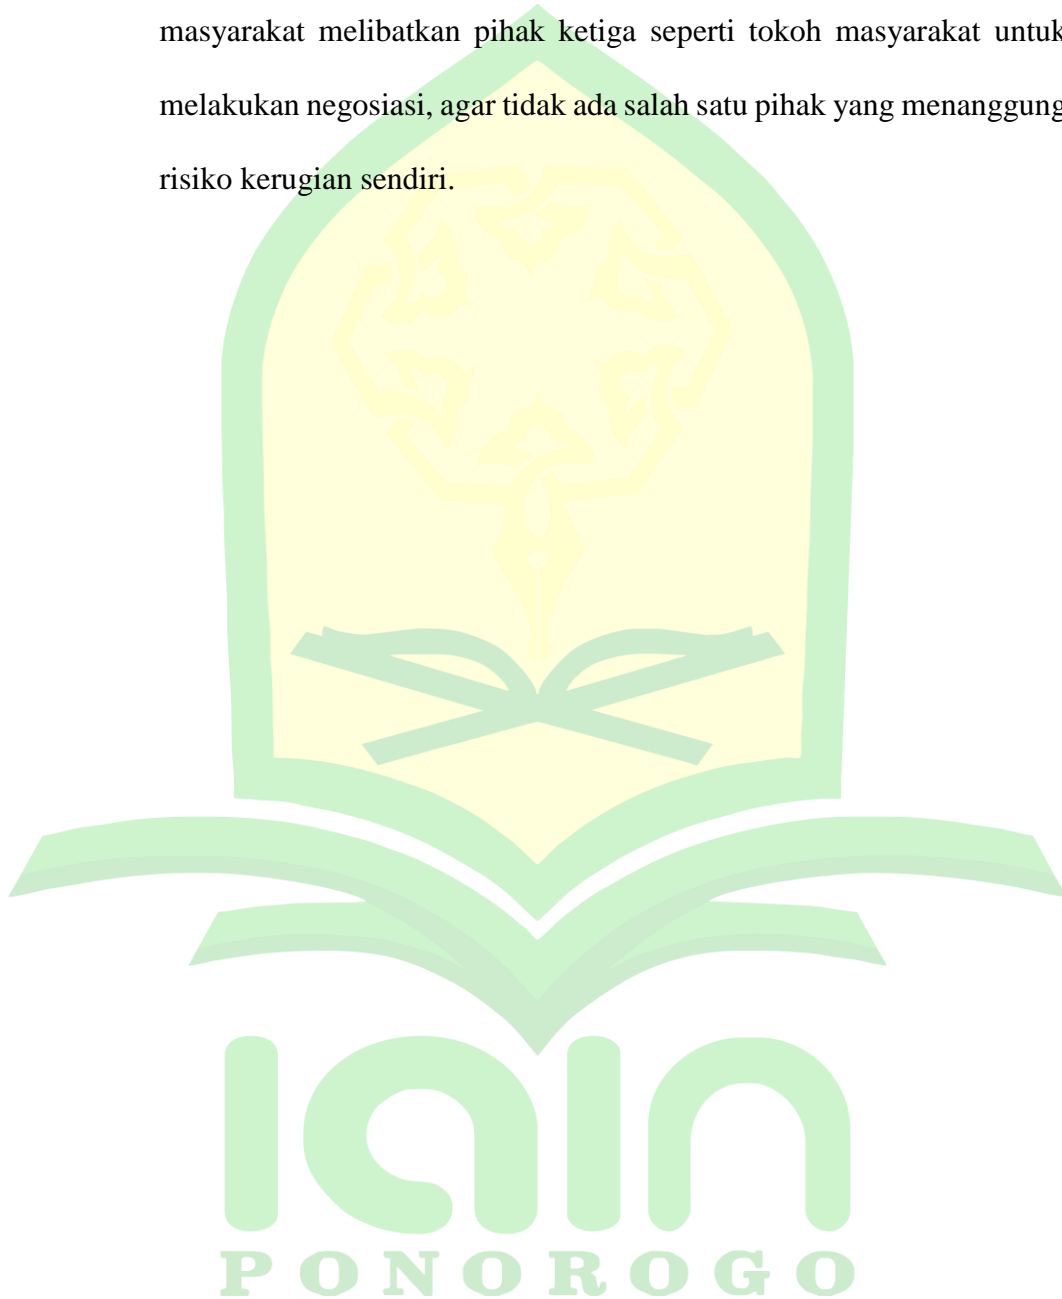 masyarakat melibatkan pihak ketiga seperti tokoh masyarakat untuk
melakukan negosiasi, agar tidak ada salah satu pihak yang menanggung
risiko kerugian sendiri.
iain
PONOROGO